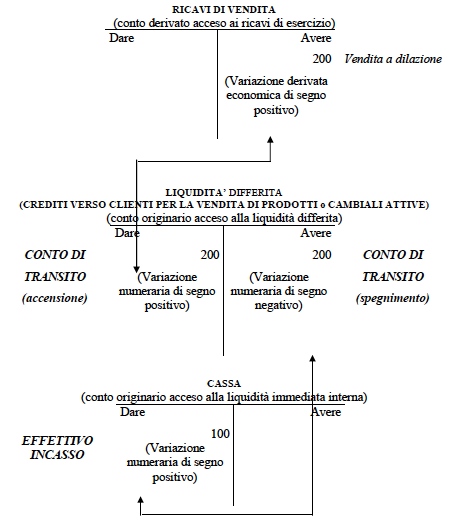 RICAVI DI VENDITA
(conto derivato acceso ai ricavi di esercizio)
Dare Avere
200 Vendita a dilazione
(Variazione derivata
economica di segno
positivo)
LIQUIDITA’ DIFFERITA
(CREDITI VERSO CLIENTI PER LA VENDITA DI PRODOTTI o CAMBIALI ATTIVE)
(conto originario acceso alla liquidità differita)
Dare Avere
CONTO DI 200 200 CONTO DI
TRANSITO (Variazione (Variazione TRANSITO
(accensione) numeraria di segno numeraria di segno (spegnimento)
positivo) negativo)
CASSA
(conto originario acceso alla liquidità immediata interna)
Dare Avere
EFFETTIVO 100
INCASSO (Variazione
numeraria di segno
positivo)